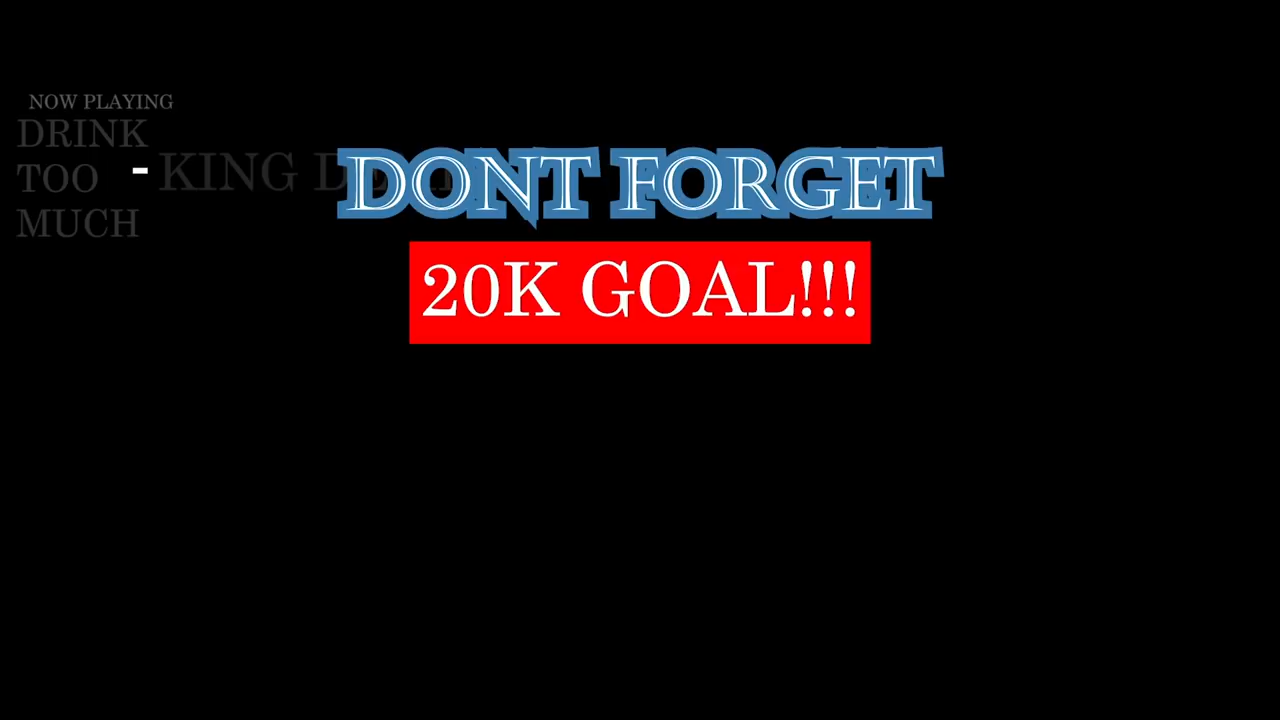 NOW PLAYING
DRINK
TOO
MUCH
- KING
DONT FORGET
20K GOAL!!!